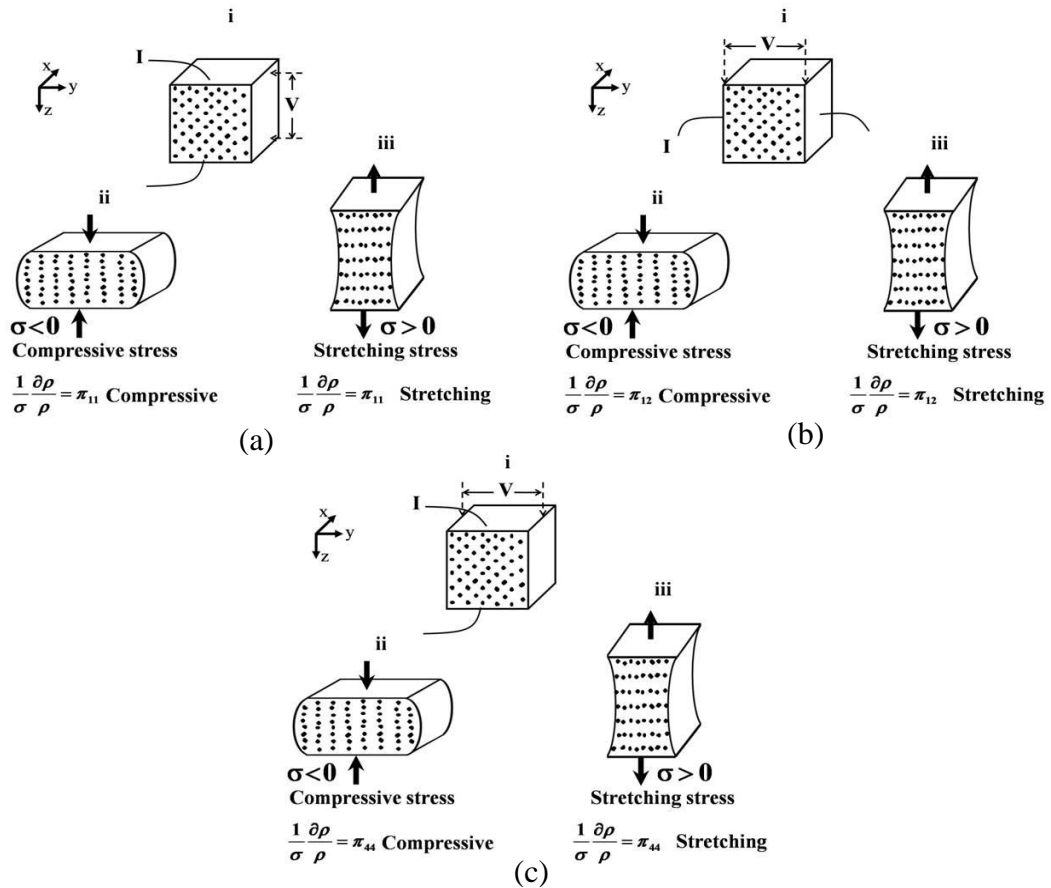 i
I
x
y
z
V
iii
ii
σ<0
σ>0
Compressive stress
Stretching stress
1/σ ∂ρ/ρ = π₁₁ Compressive
1/σ ∂ρ/ρ = π₁₁ Stretching
(a)
i
V
x
y
z
I
iii
ii
σ<0
σ>0
Compressive stress
Stretching stress
1/σ ∂ρ/ρ = π₁₂ Compressive
1/σ ∂ρ/ρ = π₁₂ Stretching
(b)
i
V
I
x
y
z
iii
ii
σ<0
σ>0
Compressive stress
Stretching stress
1/σ ∂ρ/ρ = π₄₄ Compressive
1/σ ∂ρ/ρ = π₄₄ Stretching
(c)